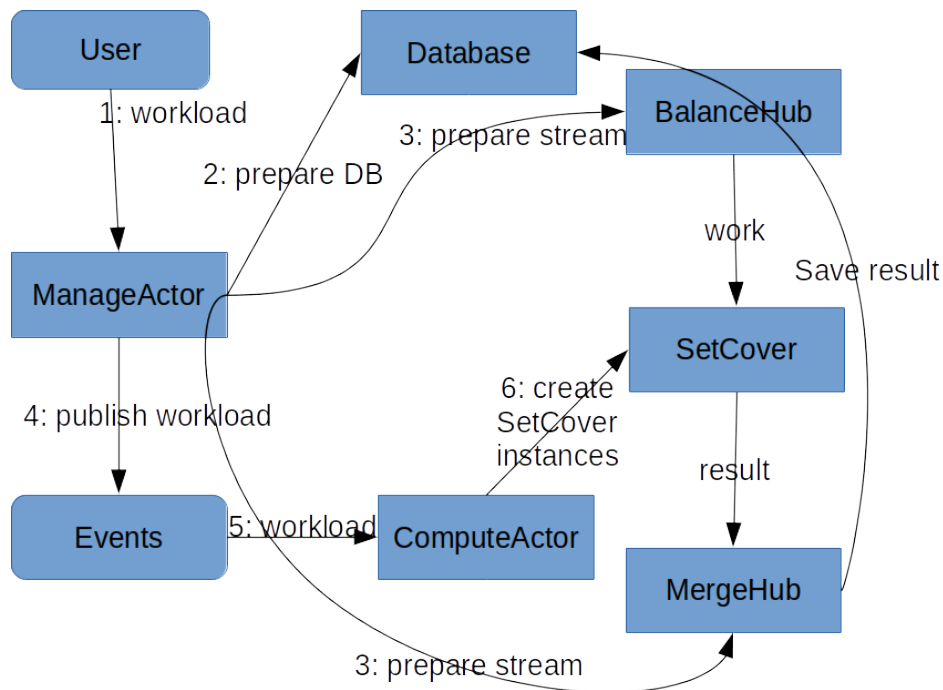 User
Database
1: workload
BalanceHub
3: prepare stream
2: prepare DB
work
Save result
ManageActor
SetCover
6: create
SetCover
instances
4: publish workload
result
Events
5: workload
ComputeActor
MergeHub
3: prepare stream